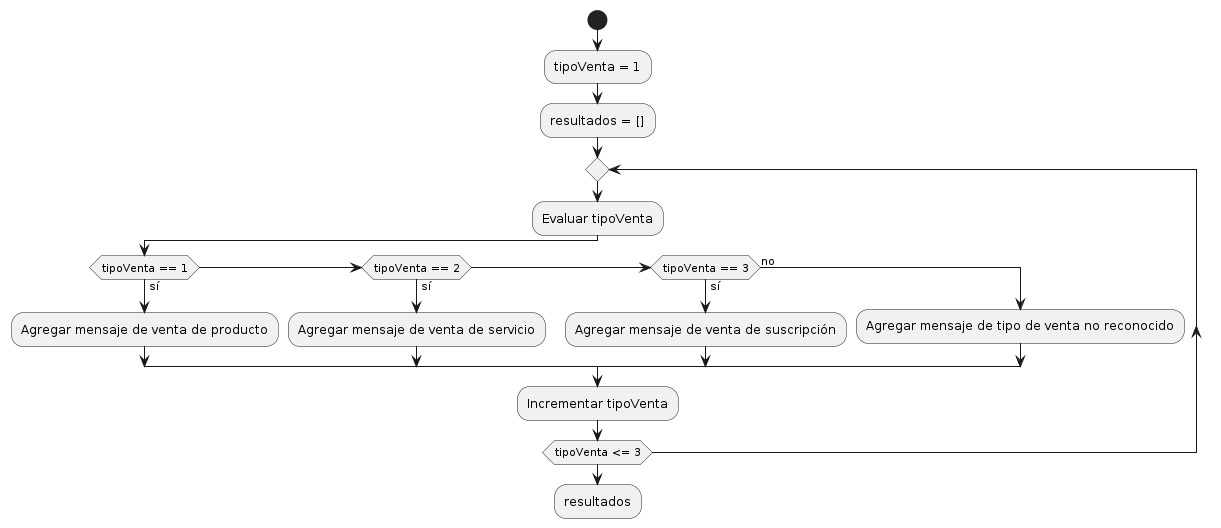 tipoVenta = 1
resultados = []
Evaluar tipoVenta
tipoVenta == 1
tipoVenta == 2
tipoVenta == 3
no
sí
sí
sí
Agregar mensaje de venta de producto
Agregar mensaje de venta de servicio
Agregar mensaje de venta de suscripción
Agregar mensaje de tipo de venta no reconocido
Incrementar tipoVenta
tipoVenta <= 3
resultados